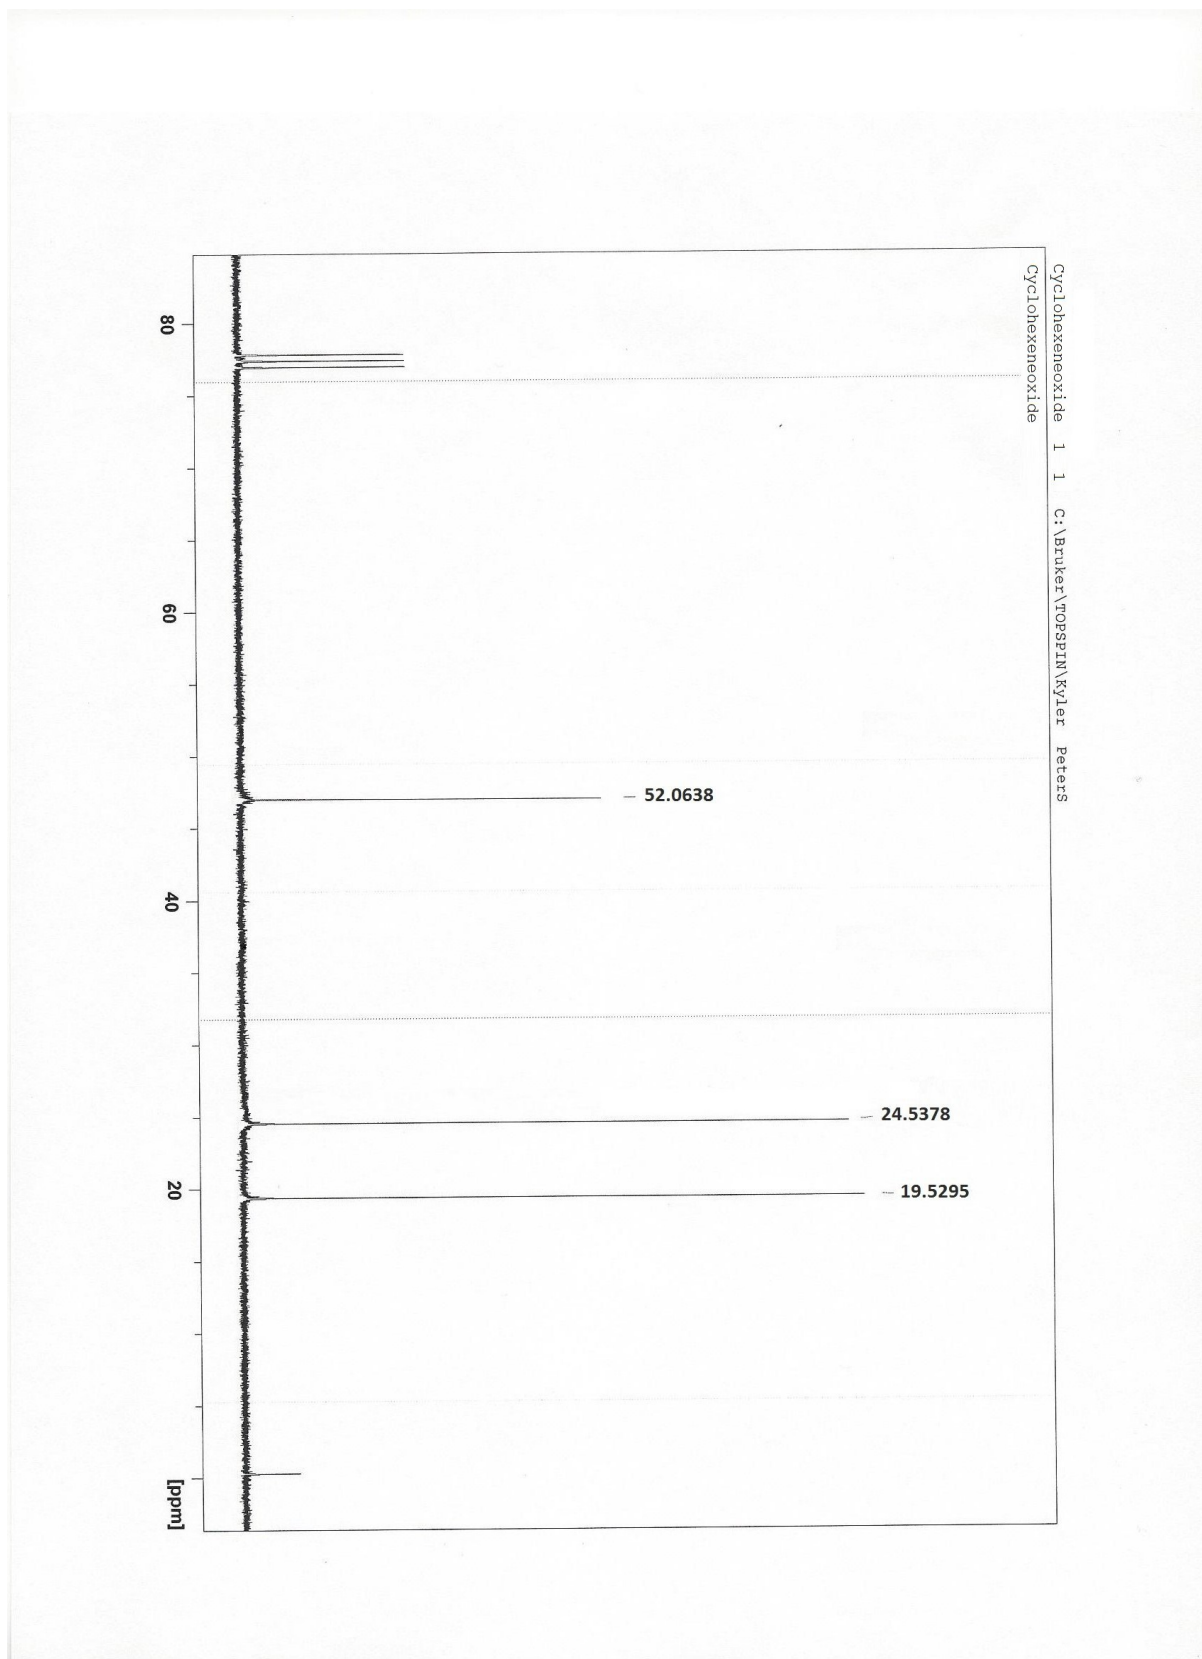 Cyclohexeneoxide 1 1 C:\Bruker\TOPSPIN\Kyler PeterS
Cyclohexeneoxide
80
60
40
20
[ppm]
52.0638
24.5378
19.5295